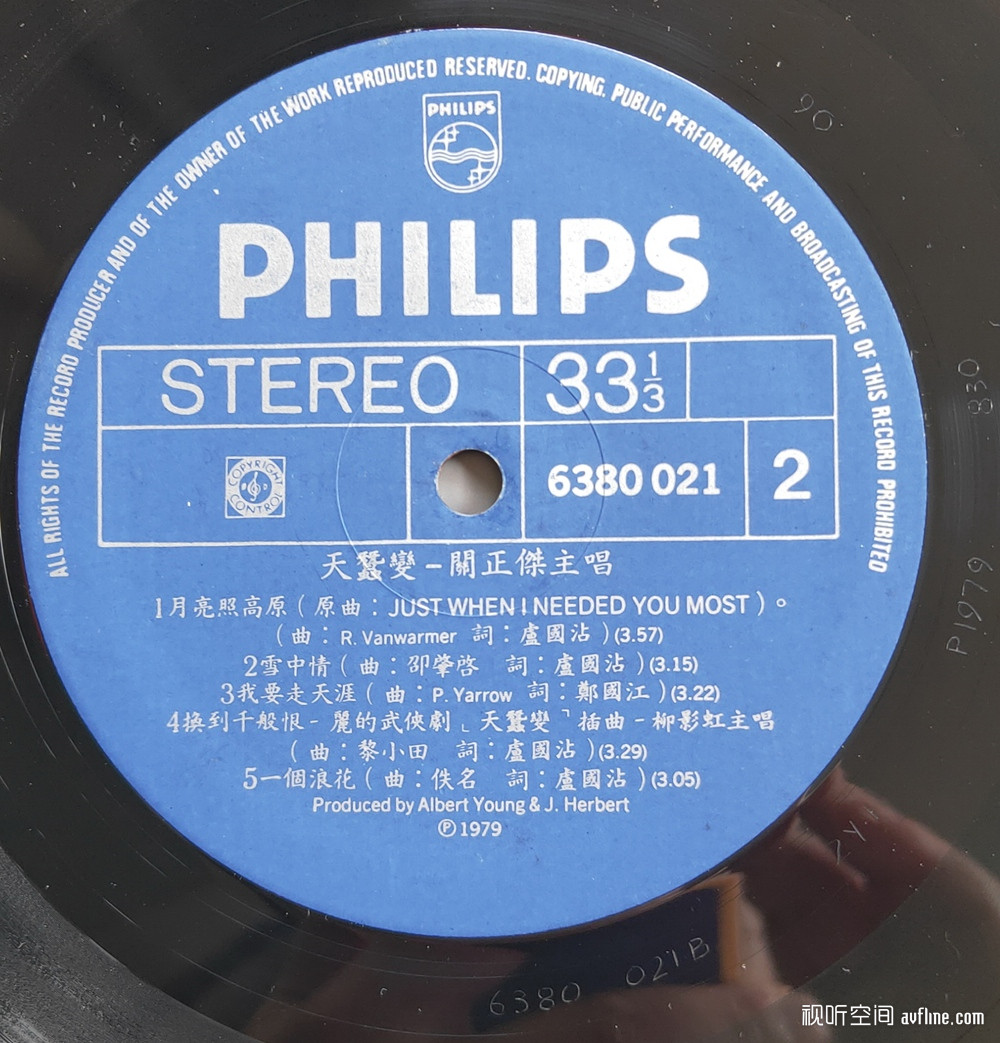 ALL RIGHTS OF THE RECORD PRODUCER AND OF THE OWNER OF THE WORK REPRODUCED RESERVED. COPYING, PUBLIC PERFORMANCE AND BROADCASTING OF THIS RECORD PROHIBITED
PHILIPS
PHILIPS
STEREO
33 1/3
COPYRIGHT CONTROL
6380 021
2
天蠶變-關正傑主唱
1月亮照高原(原曲:JUST WHEN I NEEDED YOU MOST)。
(曲:R. Vanwarmer 詞:盧國沾)(3.57)
2雪中情(曲:邵肇啓 詞:盧國沾)(3.15)
3我要走天涯(曲:P. Yarrow 詞:鄭國江)(3.22)
4換到千般恨-麗的武俠劇」天蠶變「插曲-柳影虹主唱
(曲:黎小田 詞:盧國沾)(3.29)
5一個浪花(曲:佚名 詞:盧國沾)(3.05)
Produced by Albert Young & J. Herbert
Ⓟ1979
90
830
P1979
6380 021B
视听空间 avfline.com